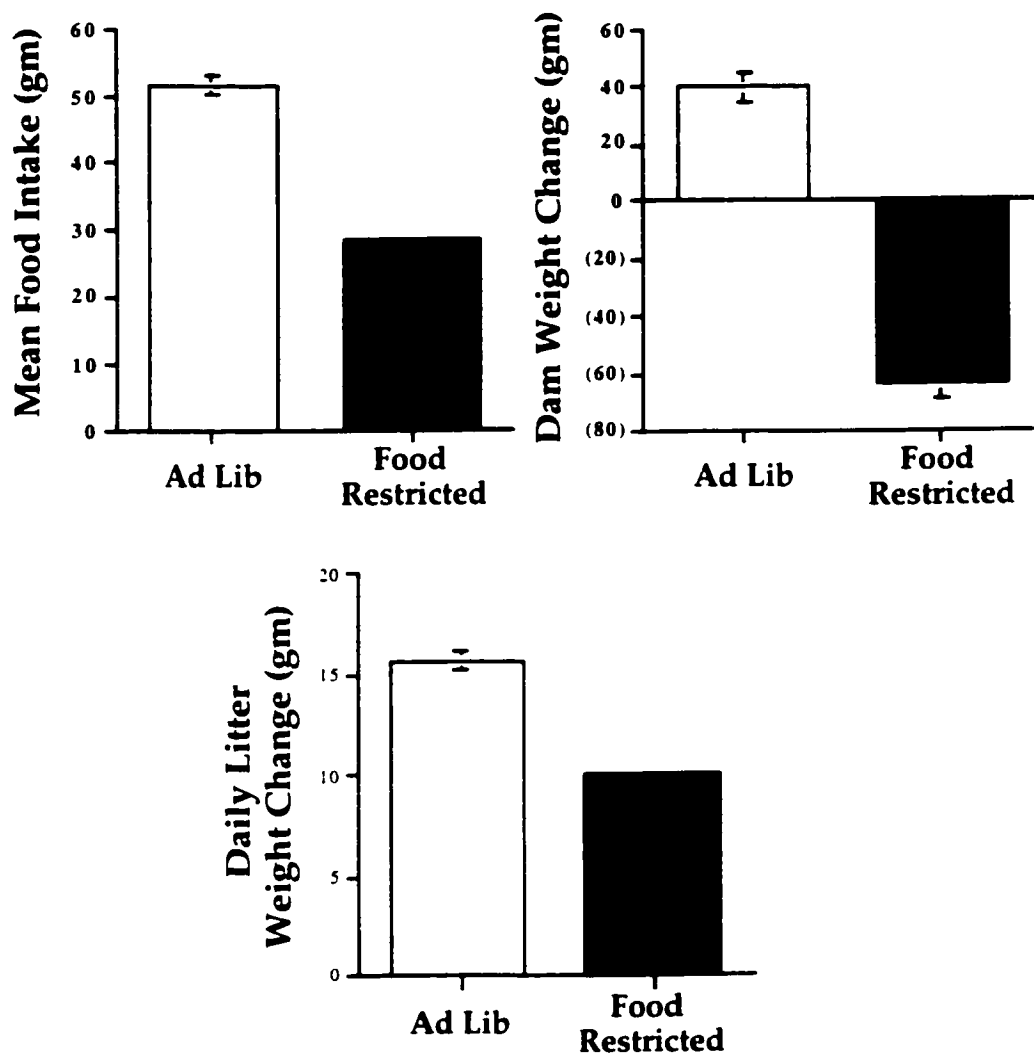 Mean Food Intake (gm)
60
50
40
30
20
10
0
Ad Lib
Food
Restricted
Dam Weight Change (gm)
60
40
20
0
(20)
(40)
(60)
(80)
Ad Lib
Food
Restricted
Daily Litter
Weight Change (gm)
20
15
10
5
0
Ad Lib
Food
Restricted